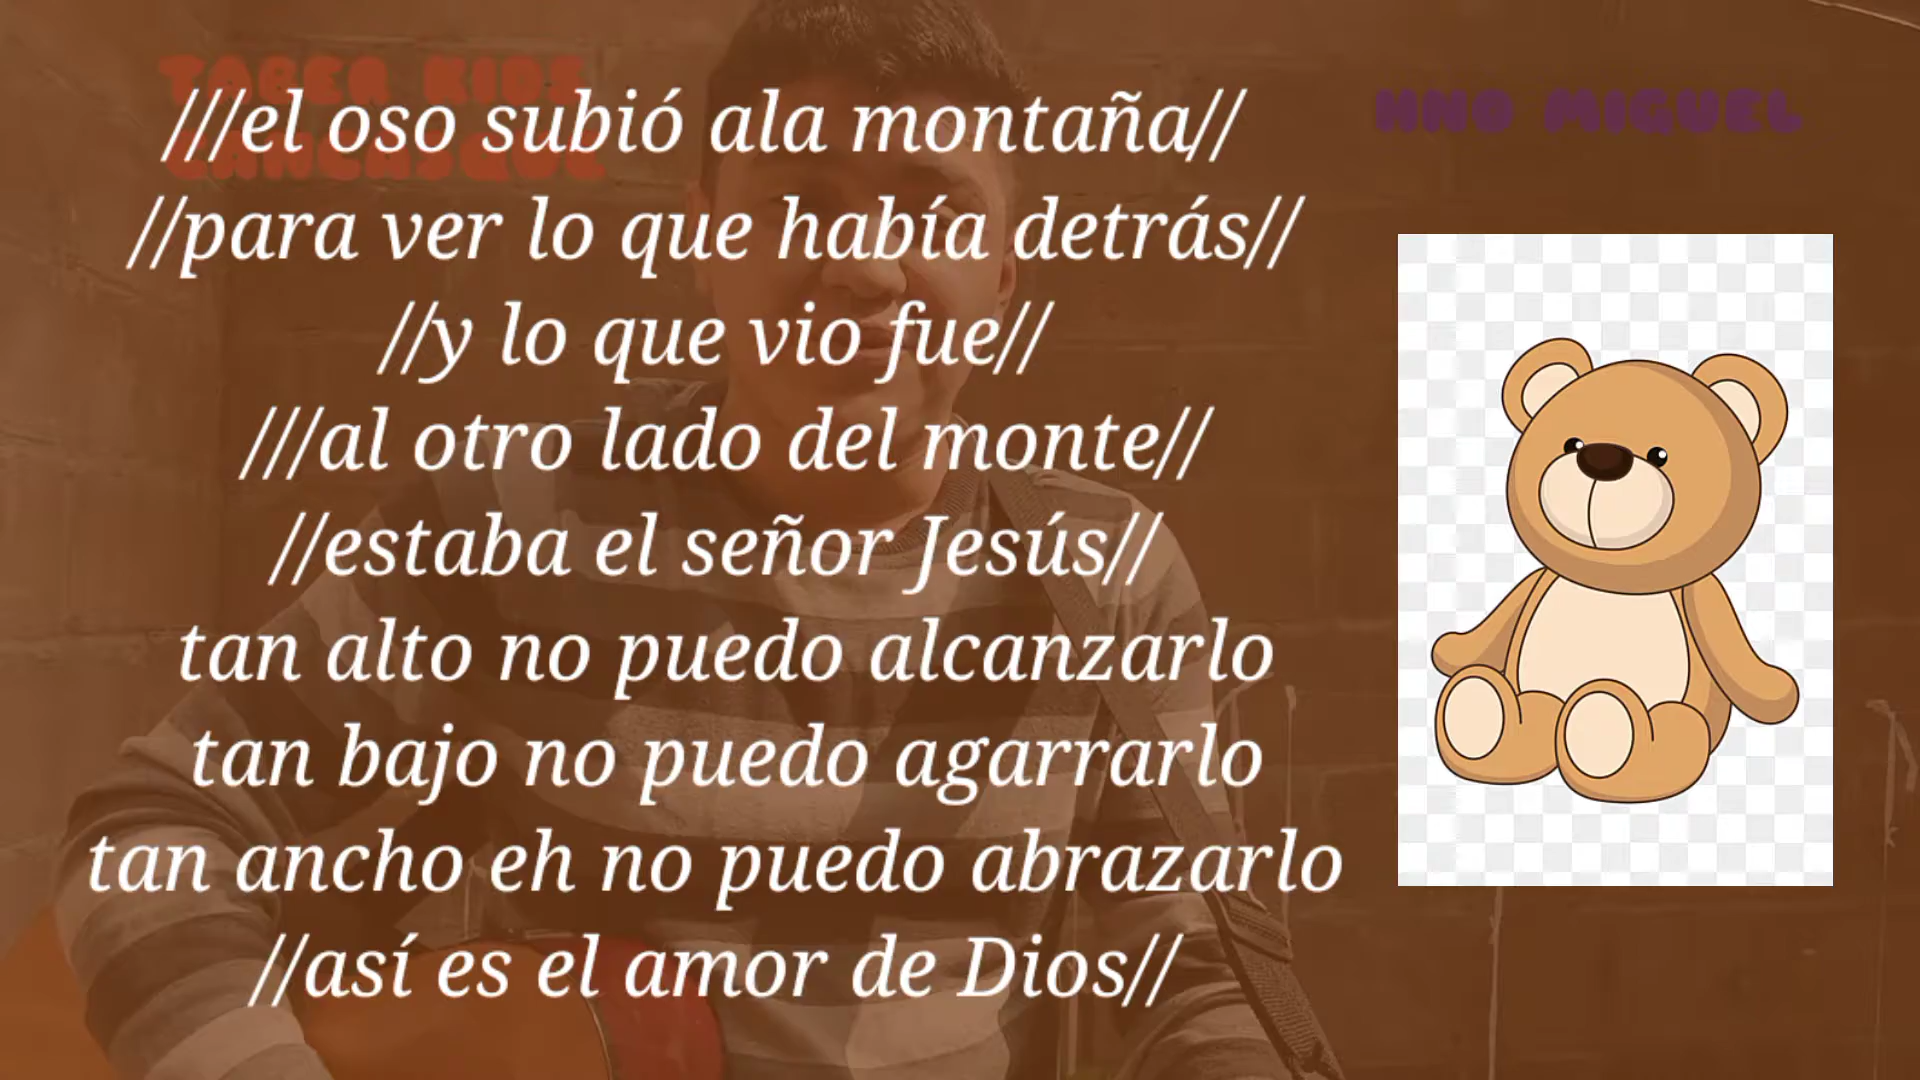 TABER KIDS
///el oso subió ala montaña//
HNO MIGUEL
//para ver lo que había detrás//
//y lo que vio fue//
///al otro lado del monte//
//estaba el señor Jesús//
tan alto no puedo alcanzarlo
tan bajo no puedo agarrarlo
tan ancho eh no puedo abrazarlo
//así es el amor de Dios//